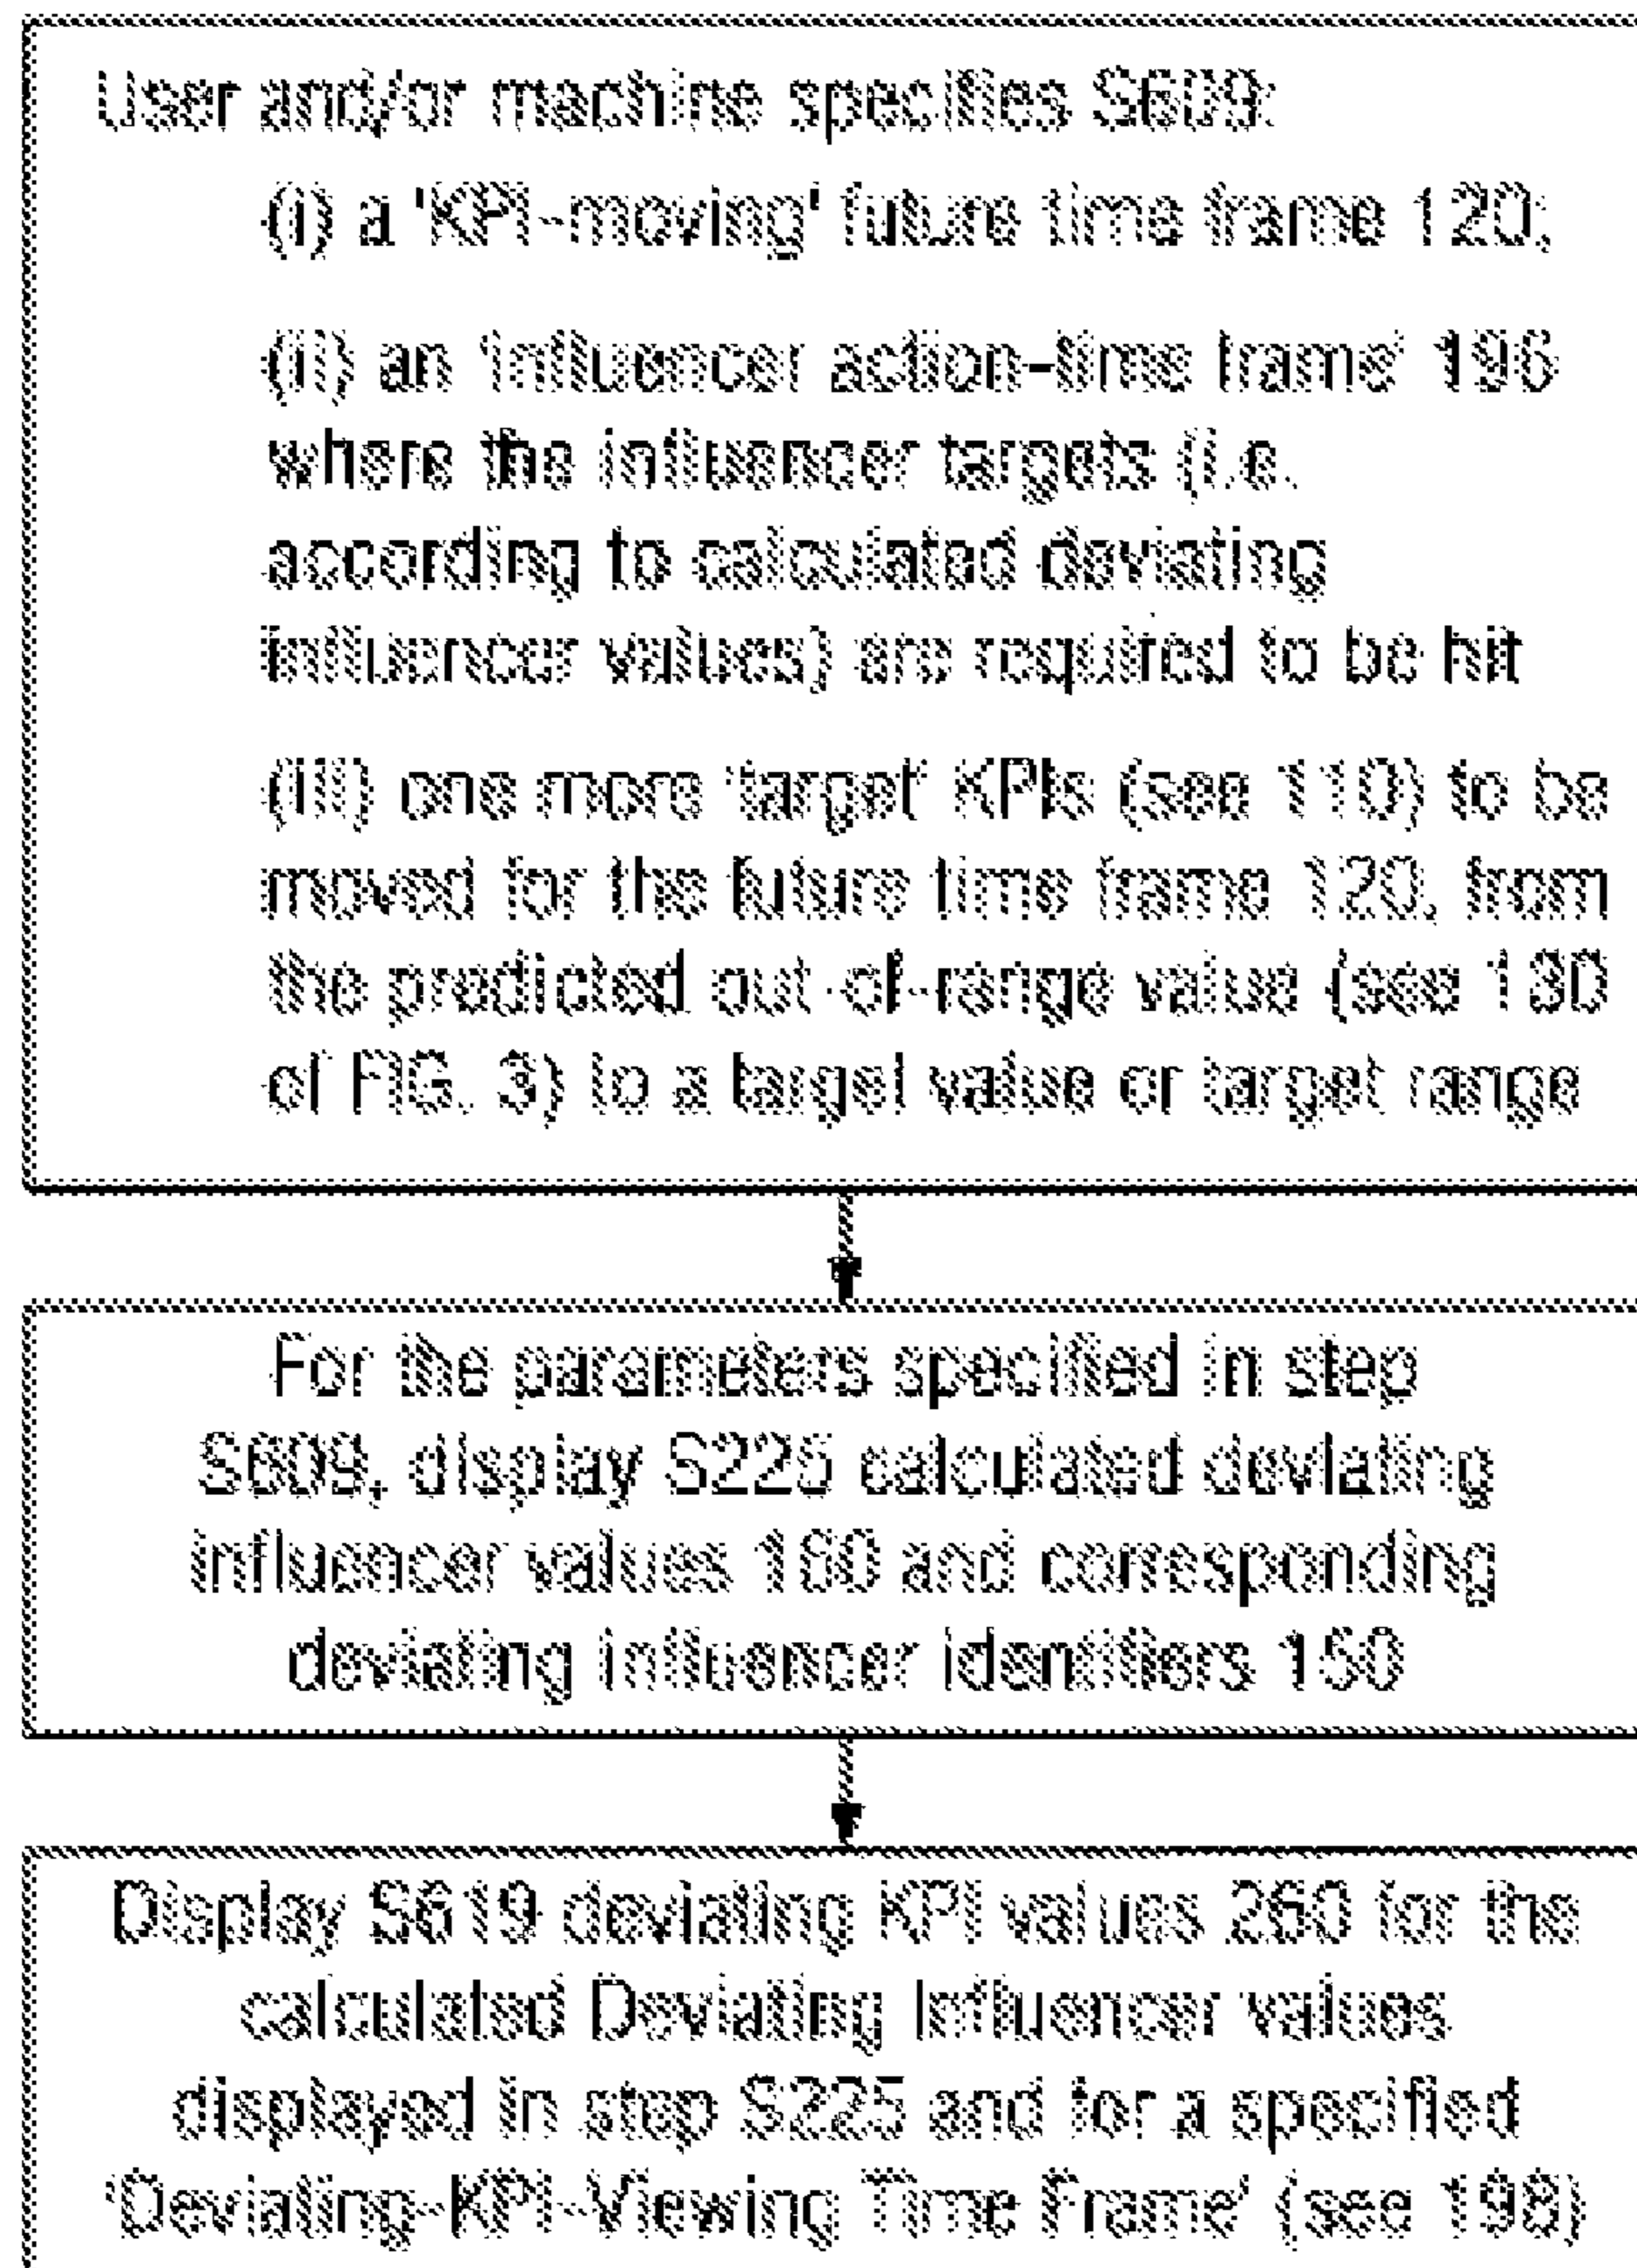 User and/or machine specifies S609:
(i) a 'KPI-moving' future time frame 120;
(ii) an 'influencer action-time frame' 196
where the influencer targets (i.e.
according to calculated deviating
influencer values) are required to be hit
(iii) one more 'target' KPIs (see 110) to be
moved for the future time frame 120, from
the predicted out-of-range value (see 130
of FIG. 3) to a target value or target range
For the parameters specified in step
S609, display S225 calculated deviating
influencer values 160 and corresponding
deviating influencer identifiers 150
Display S619 deviating KPI values 260 for the
calculated Deviating Influencer values
displayed in step S225 and for a specified
'Deviating-KPI-Viewing Time Frame' (see 198)